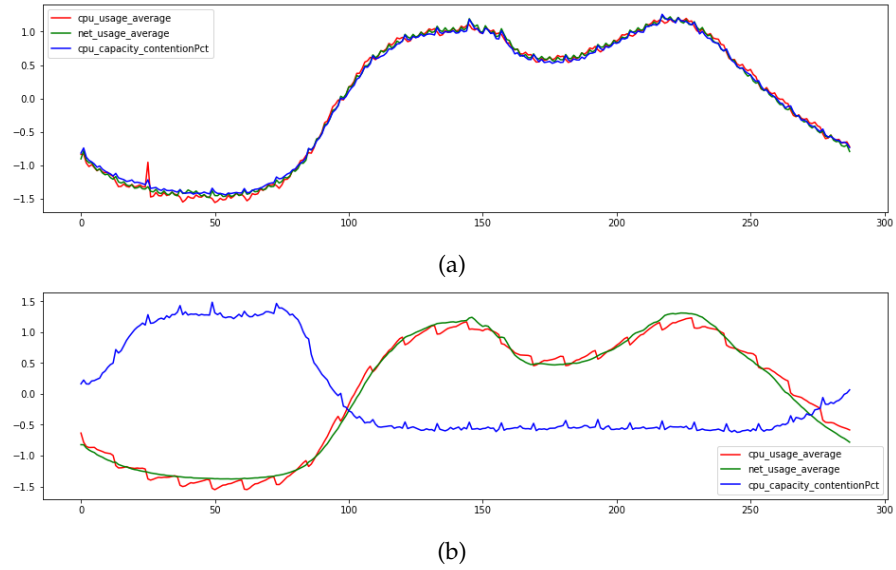 cpu_usage_average
net_usage_average
cpu_capacity_contentionPct
1.0
0.5
0.0
−0.5
−1.0
−1.5
0 50 100 150 200 250 300
(a)
1.5
1.0
0.5
0.0
−0.5
−1.0
−1.5
cpu_usage_average
net_usage_average
cpu_capacity_contentionPct
0 50 100 150 200 250 300
(b)